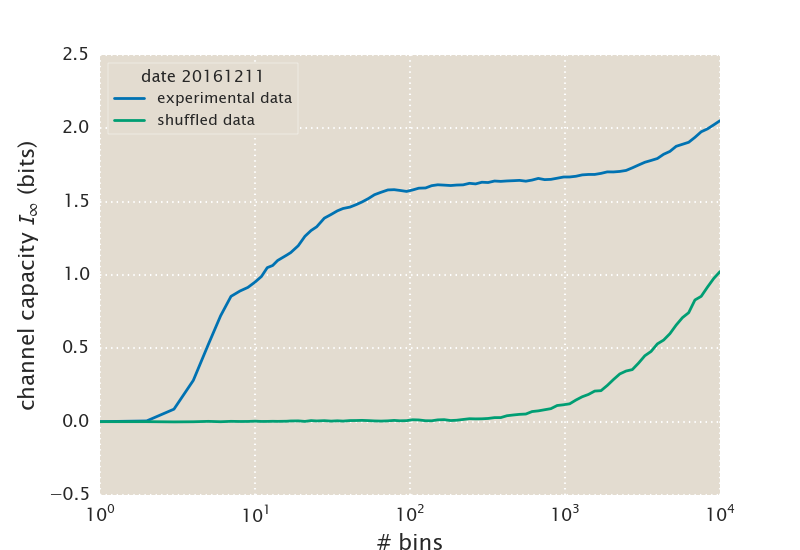 2.5
date 20161211
experimental data
shuffled data
2.0
1.5
1.0
0.5
0.0
−0.5
channel capacity I∞ (bits)
10⁰ 10¹ 10² 10³ 10⁴
# bins